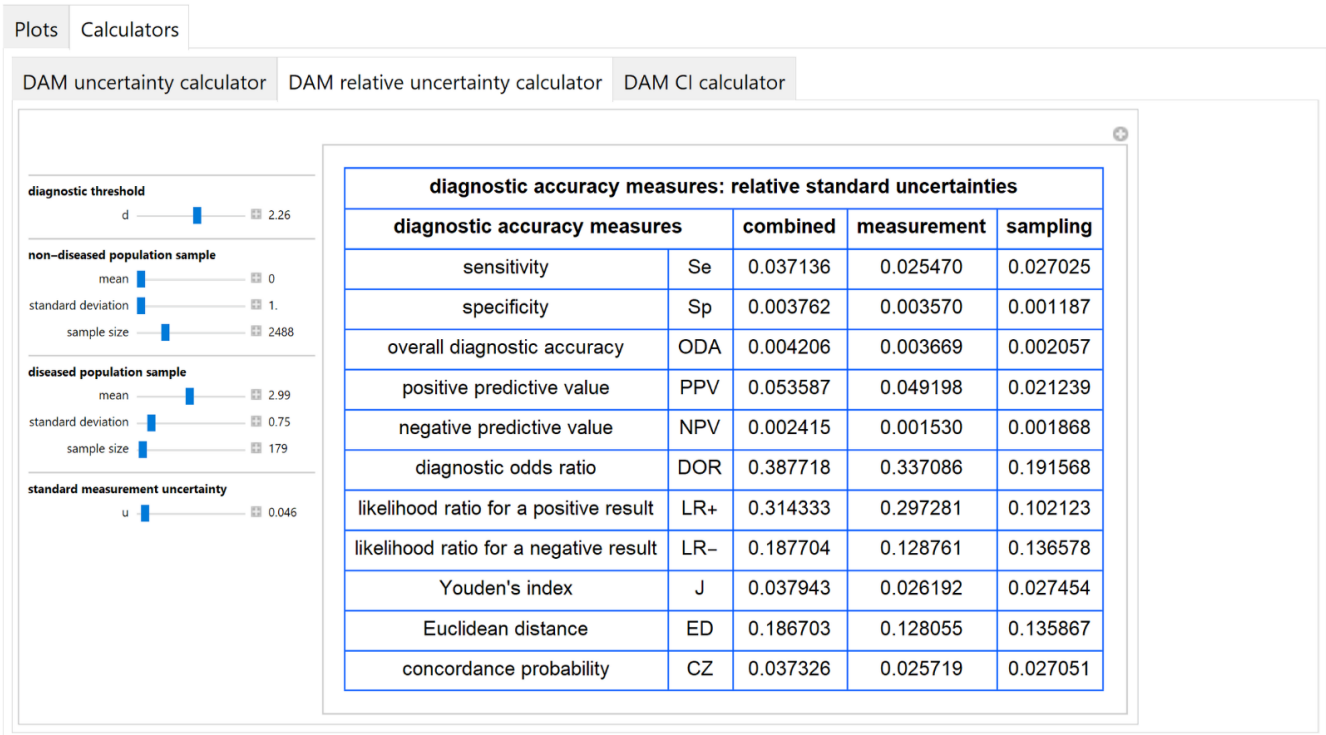 Plots Calculators
DAM uncertainty calculator DAM relative uncertainty calculator DAM CI calculator
diagnostic threshold
d 2.26
non−diseased population sample
mean 0
standard deviation 1.
sample size 2488
diseased population sample
mean 2.99
standard deviation 0.75
sample size 179
standard measurement uncertainty
u 0.046
diagnostic accuracy measures: relative standard uncertainties
diagnostic accuracy measures combined measurement sampling
sensitivity Se 0.037136 0.025470 0.027025
specificity Sp 0.003762 0.003570 0.001187
overall diagnostic accuracy ODA 0.004206 0.003669 0.002057
positive predictive value PPV 0.053587 0.049198 0.021239
negative predictive value NPV 0.002415 0.001530 0.001868
diagnostic odds ratio DOR 0.387718 0.337086 0.191568
likelihood ratio for a positive result LR+ 0.314333 0.297281 0.102123
likelihood ratio for a negative result LR− 0.187704 0.128761 0.136578
Youden's index J 0.037943 0.026192 0.027454
Euclidean distance ED 0.186703 0.128055 0.135867
concordance probability CZ 0.037326 0.025719 0.027051